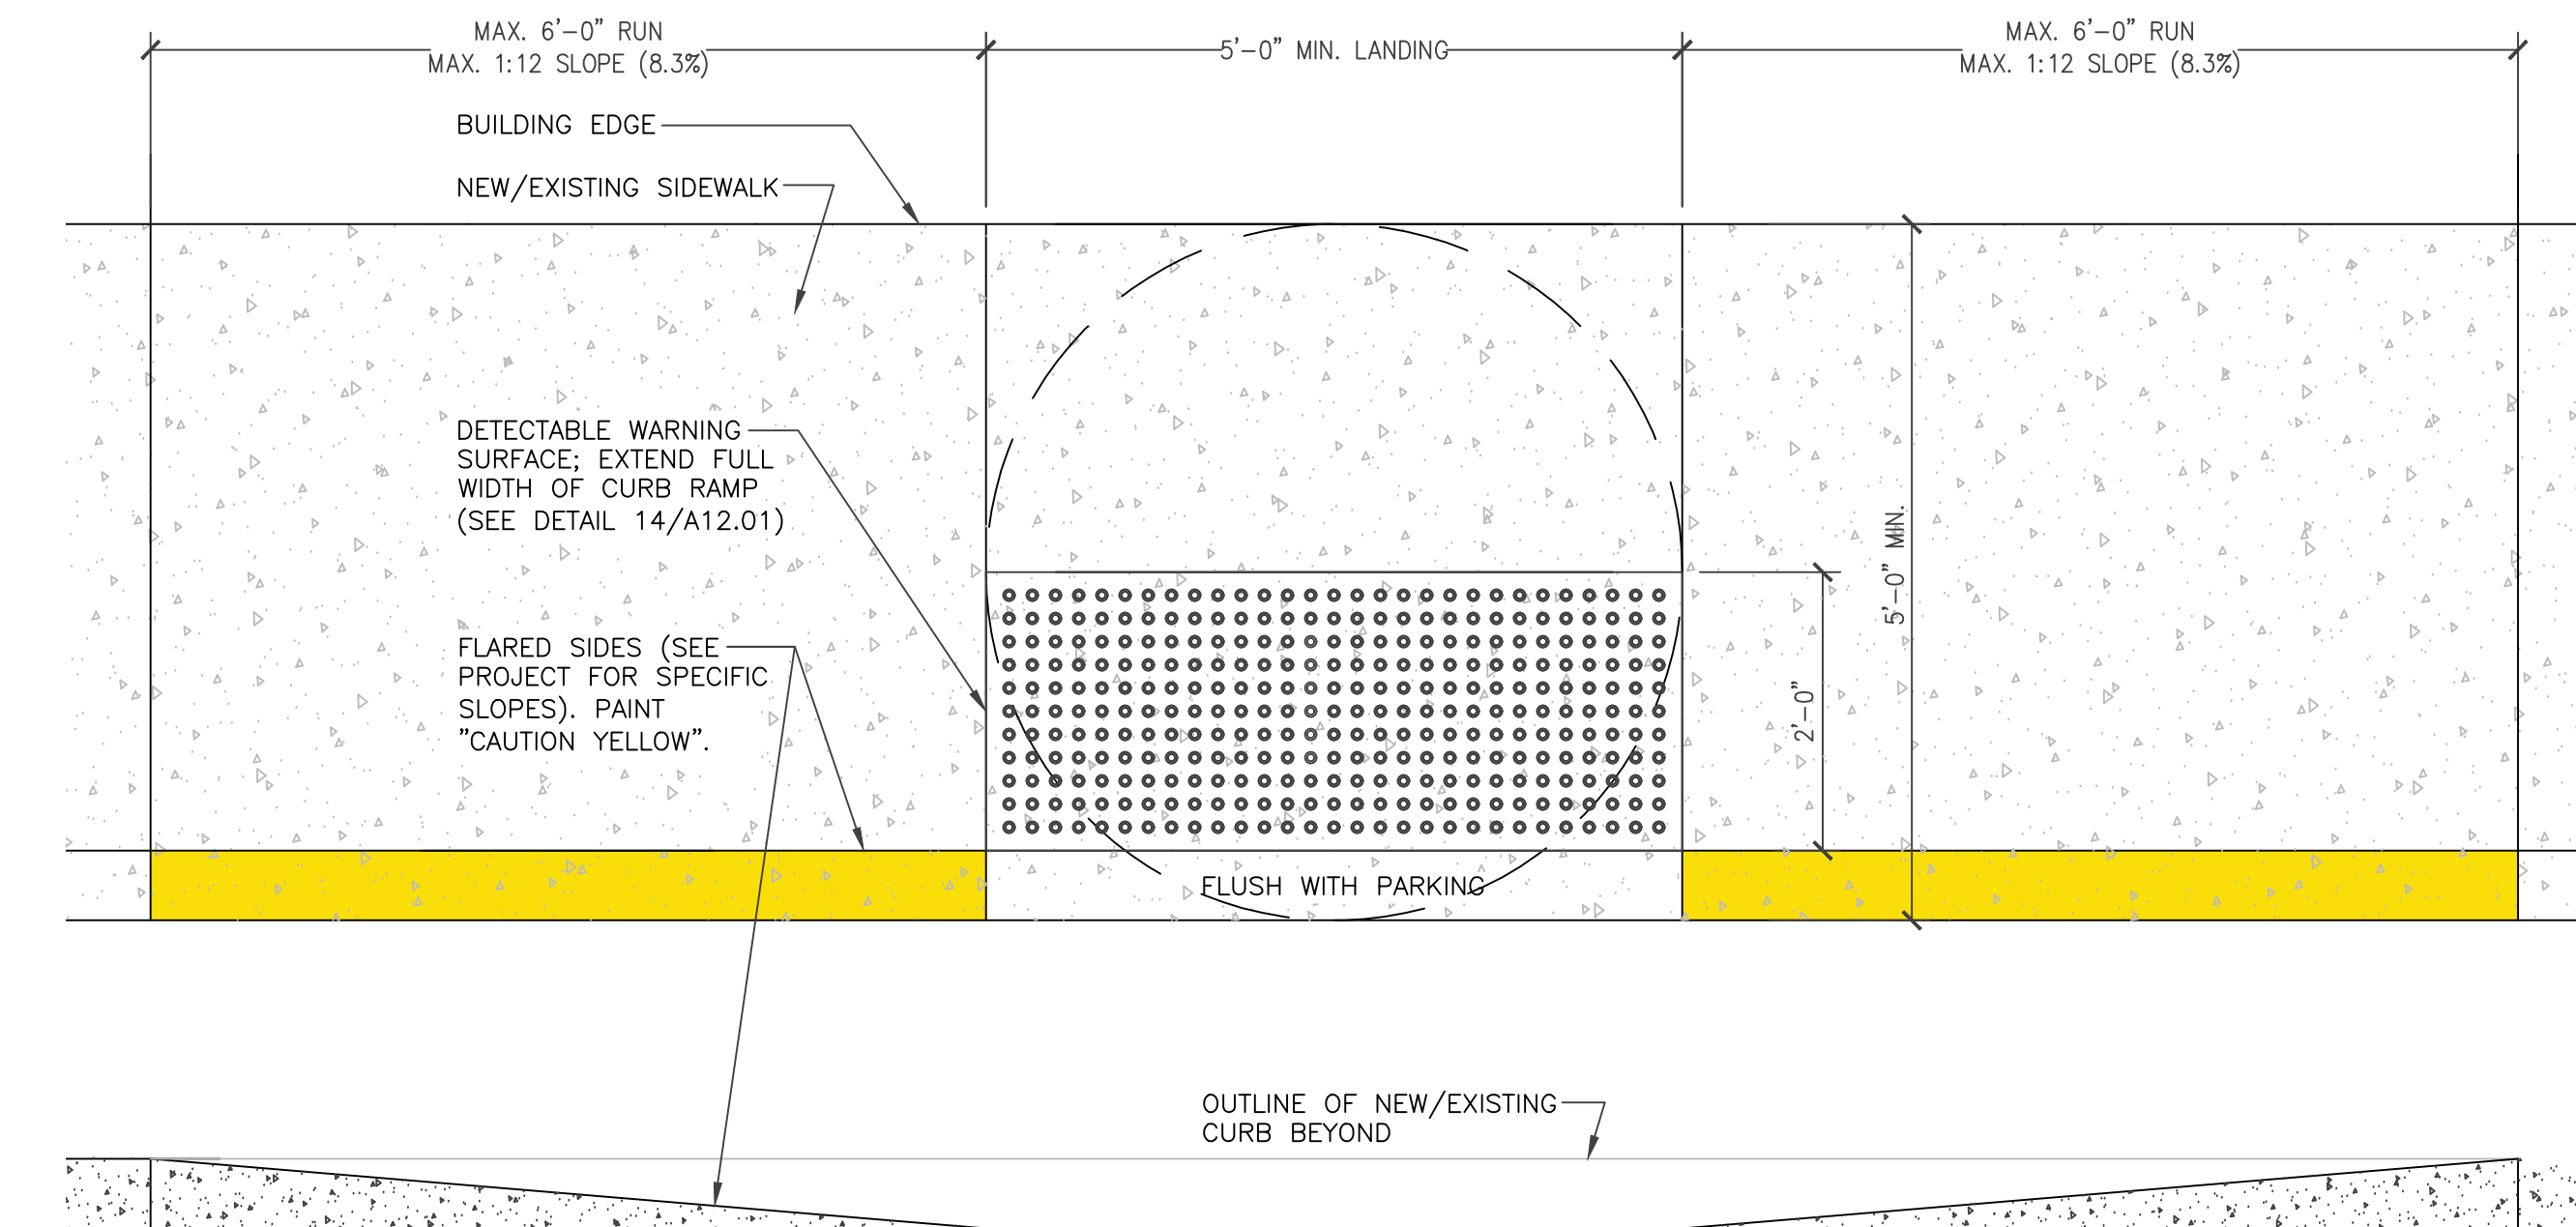 MAX. 6'-0" RUN
MAX. 1:12 SLOPE (8.3%)
5'-0" MIN. LANDING
MAX. 6'-0" RUN
MAX. 1:12 SLOPE (8.3%)
BUILDING EDGE
NEW/EXISTING SIDEWALK
DETECTABLE WARNING
SURFACE; EXTEND FULL
WIDTH OF CURB RAMP
(SEE DETAIL 14/A12.01)
5'-0" MIN.
FLARED SIDES (SEE
PROJECT FOR SPECIFIC
SLOPES). PAINT
"CAUTION YELLOW".
2'-0"
FLUSH WITH PARKING
OUTLINE OF NEW/EXISTING
CURB BEYOND